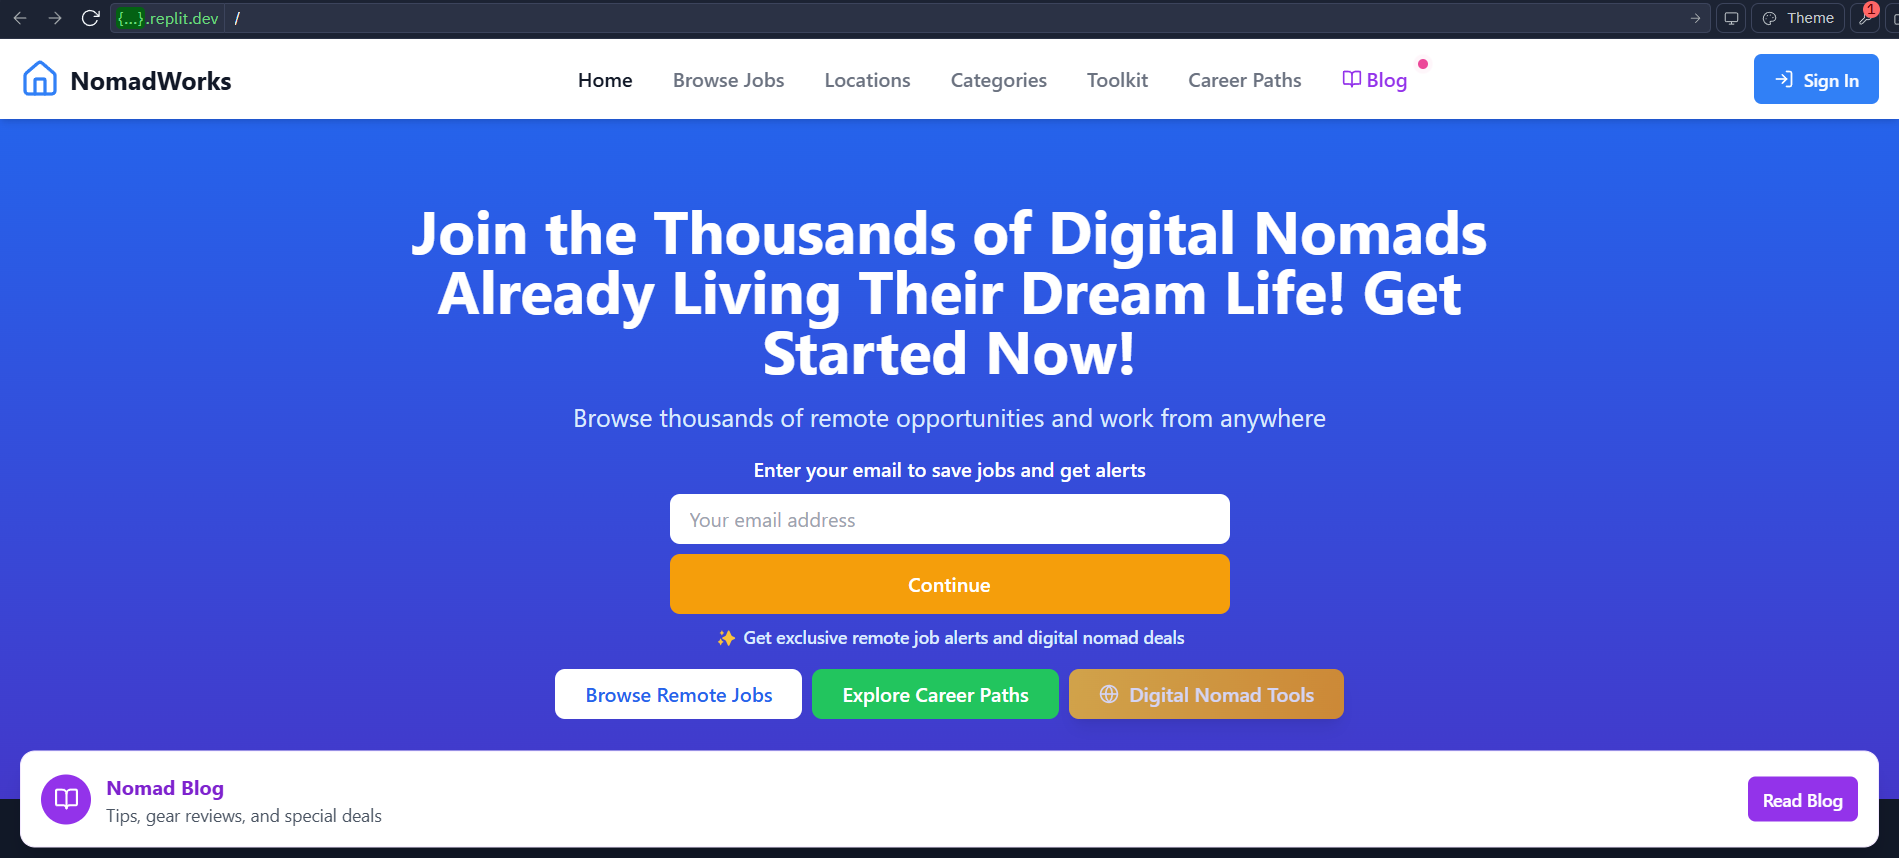 {...}.replit.dev /
Theme
1
NomadWorks
Home
Browse Jobs
Locations
Categories
Toolkit
Career Paths
Blog
Sign In
Join the Thousands of Digital Nomads
Already Living Their Dream Life! Get
Started Now!
Browse thousands of remote opportunities and work from anywhere
Enter your email to save jobs and get alerts
Your email address
Continue
✨ Get exclusive remote job alerts and digital nomad deals
Browse Remote Jobs
Explore Career Paths
Digital Nomad Tools
Nomad Blog
Tips, gear reviews, and special deals
Read Blog